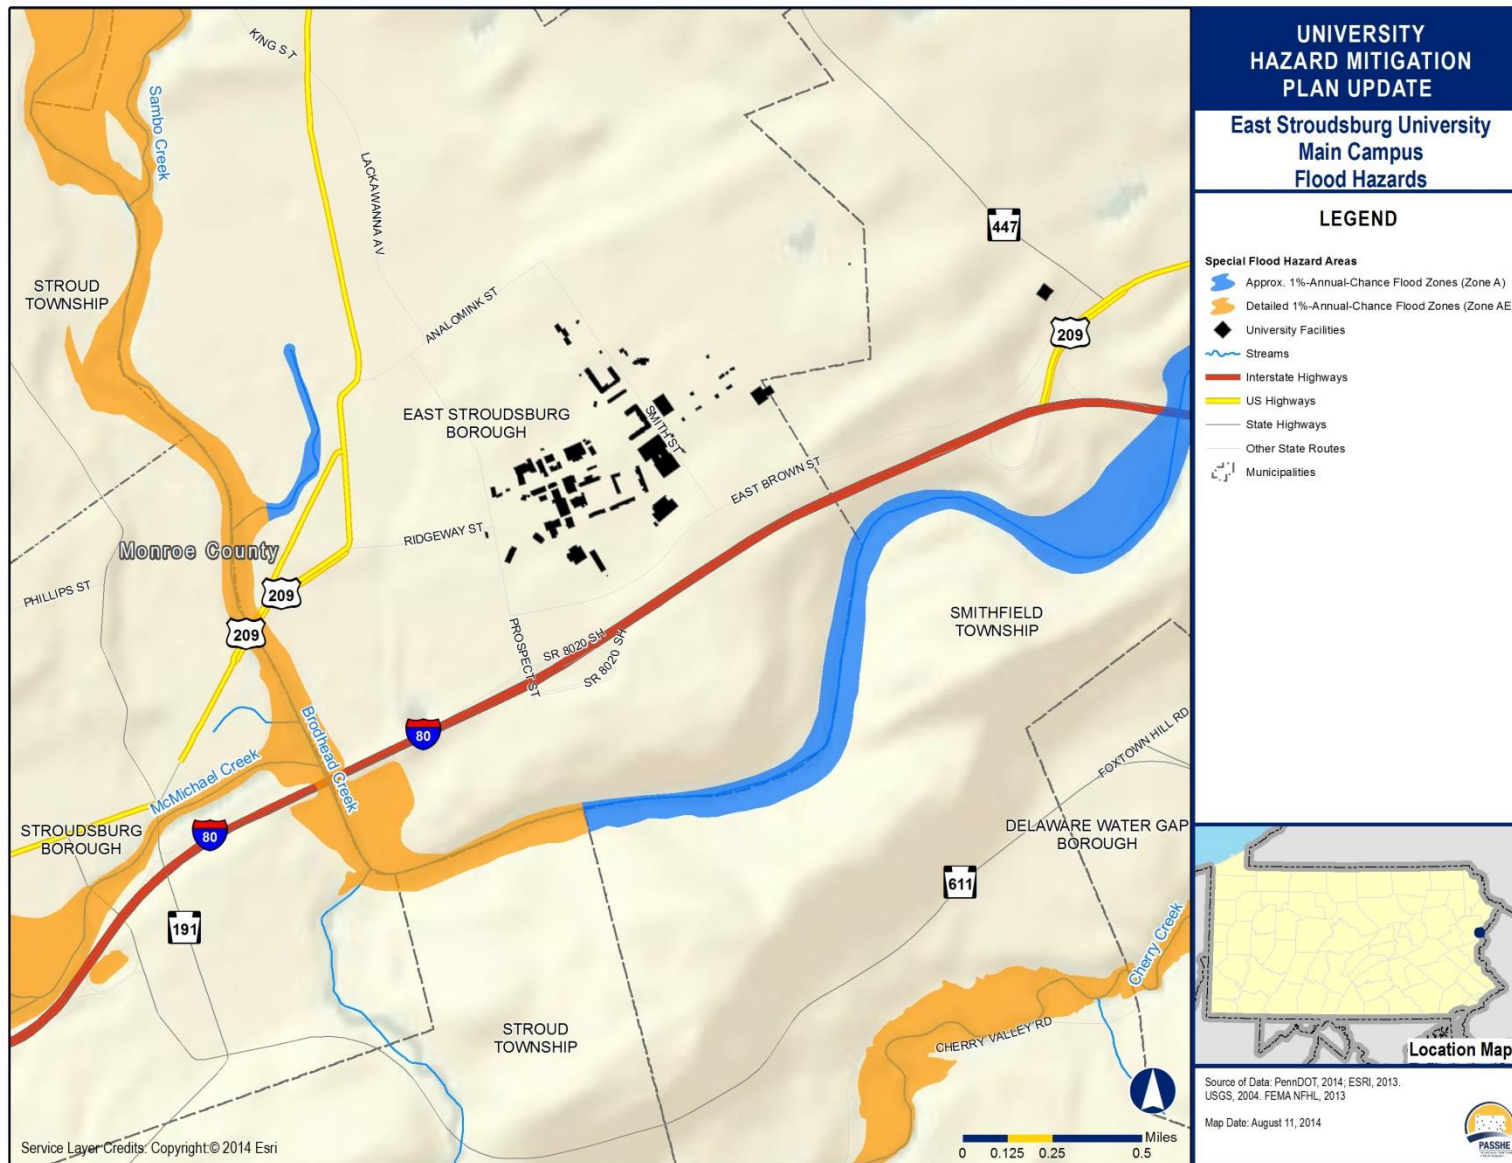 UNIVERSITY
HAZARD MITIGATION
PLAN UPDATE
East Stroudsburg University
Main Campus
Flood Hazards
LEGEND
Special Flood Hazard Areas
Approx. 1%-Annual-Chance Flood Zones (Zone A)
Detailed 1%-Annual-Chance Flood Zones (Zone AE
University Facilities
Streams
Interstate Highways
US Highways
State Highways
Other State Routes
Municipalities
KING ST
Sambo Creek
LACKAWANNA AV
447
STROUD
TOWNSHIP
ANALOMINK ST
209
EAST STROUDSBURG
BOROUGH
SMITH ST
EAST BROWN ST
RIDGEWAY ST
Monroe County
PHILLIPS ST
209
209
SMITHFIELD
TOWNSHIP
PROSPECT ST
SR 8020 SH
SR 8020 SH
Brodhead Creek
80
McMichael Creek
FOXTOWN HILL RD
STROUDSBURG
BOROUGH
80
DELAWARE WATER GAP
BOROUGH
611
191
Cherry Creek
STROUD
TOWNSHIP
CHERRY VALLEY RD
Miles
0 0.125 0.25 0.5
Service Layer Credits: Copyright:© 2014 Esri
Location Map
Source of Data: PennDOT, 2014; ESRI, 2013.
USGS, 2004. FEMA NFHL, 2013
Map Date: August 11, 2014
PASSHE